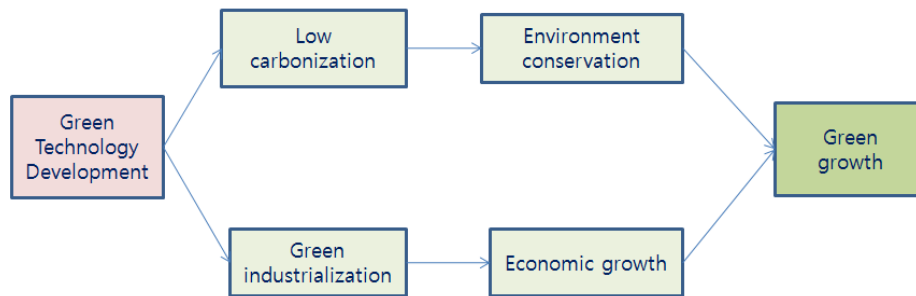 Green
Technology
Development
Low
carbonization
Environment
conservation
Green
industrialization
Economic growth
Green
growth